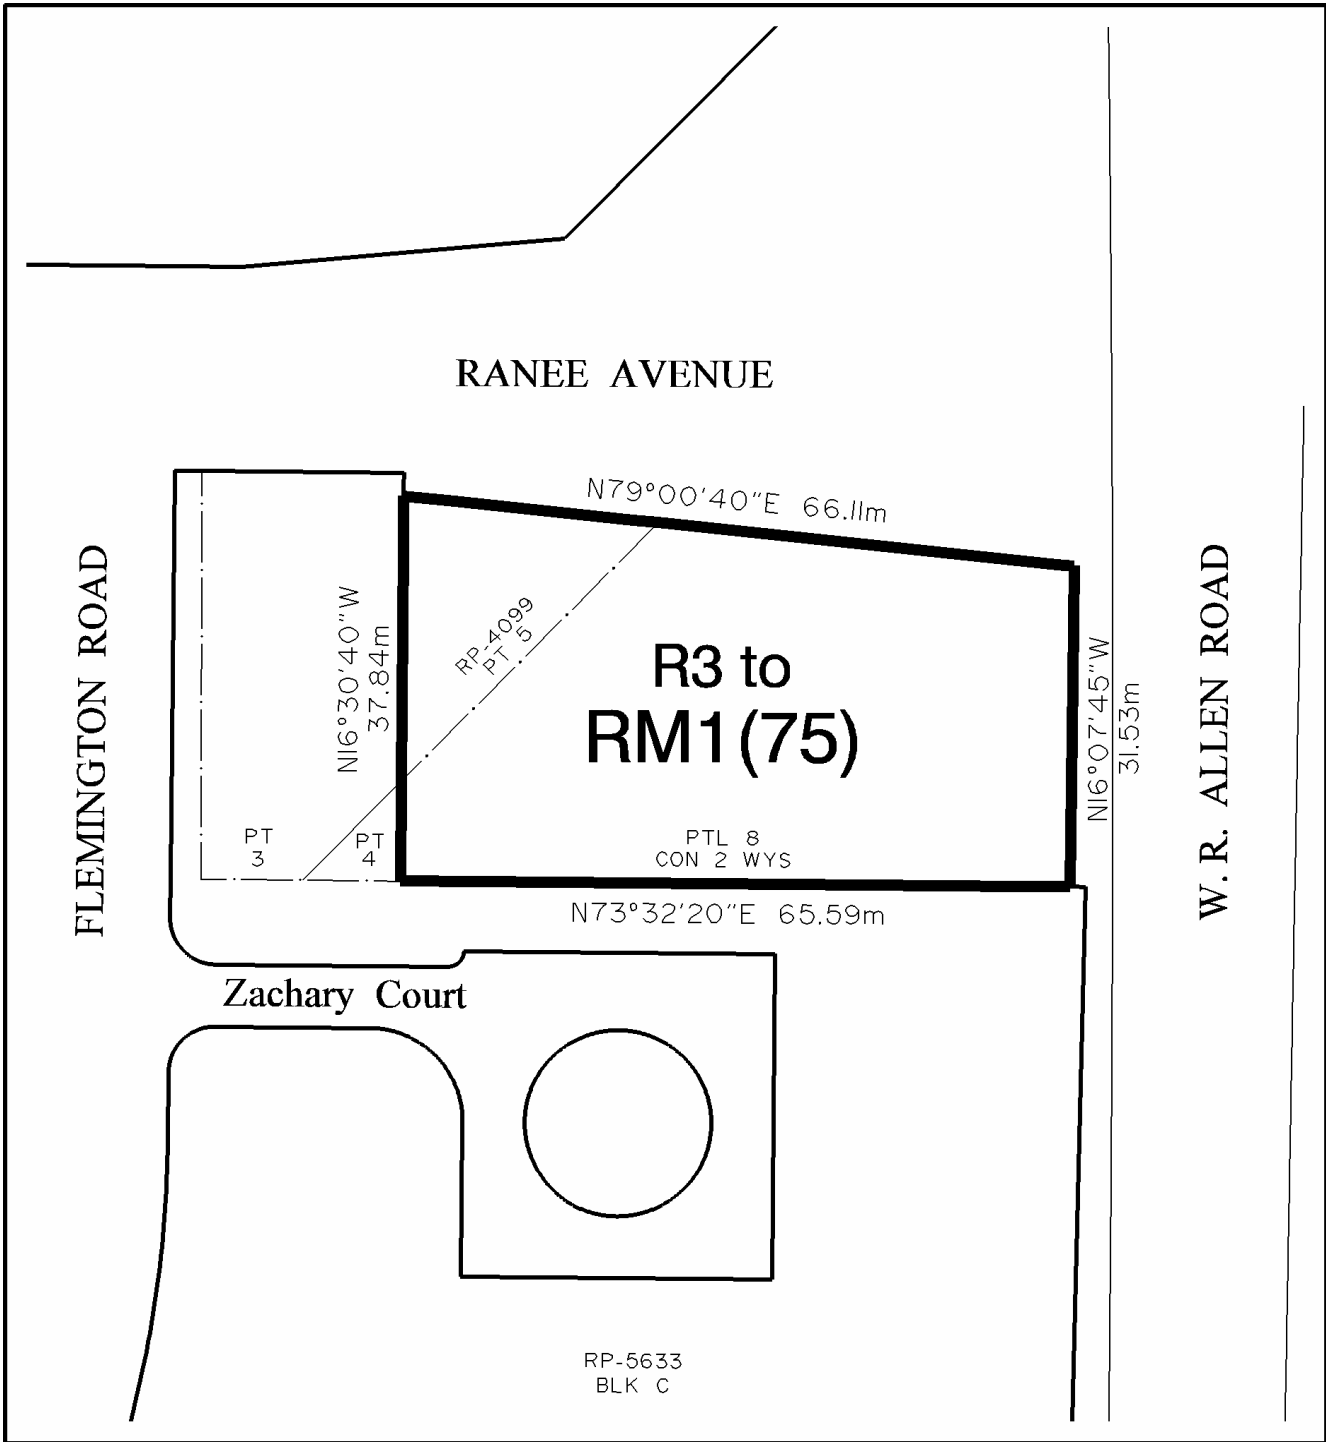 RANEE AVENUE
N79°00'40"E 66.11m
FLEMINGTON ROAD
N16°30'40"W
37.84m
RP-4099
PT 5
R3 to
RM1(75)
N16°07'45"W
31.53m
W. R. ALLEN ROAD
PT
3
PT
4
PTL 8
CON 2 WYS
N73°32'20"E 65.59m
Zachary Court
RP-5633
BLK C